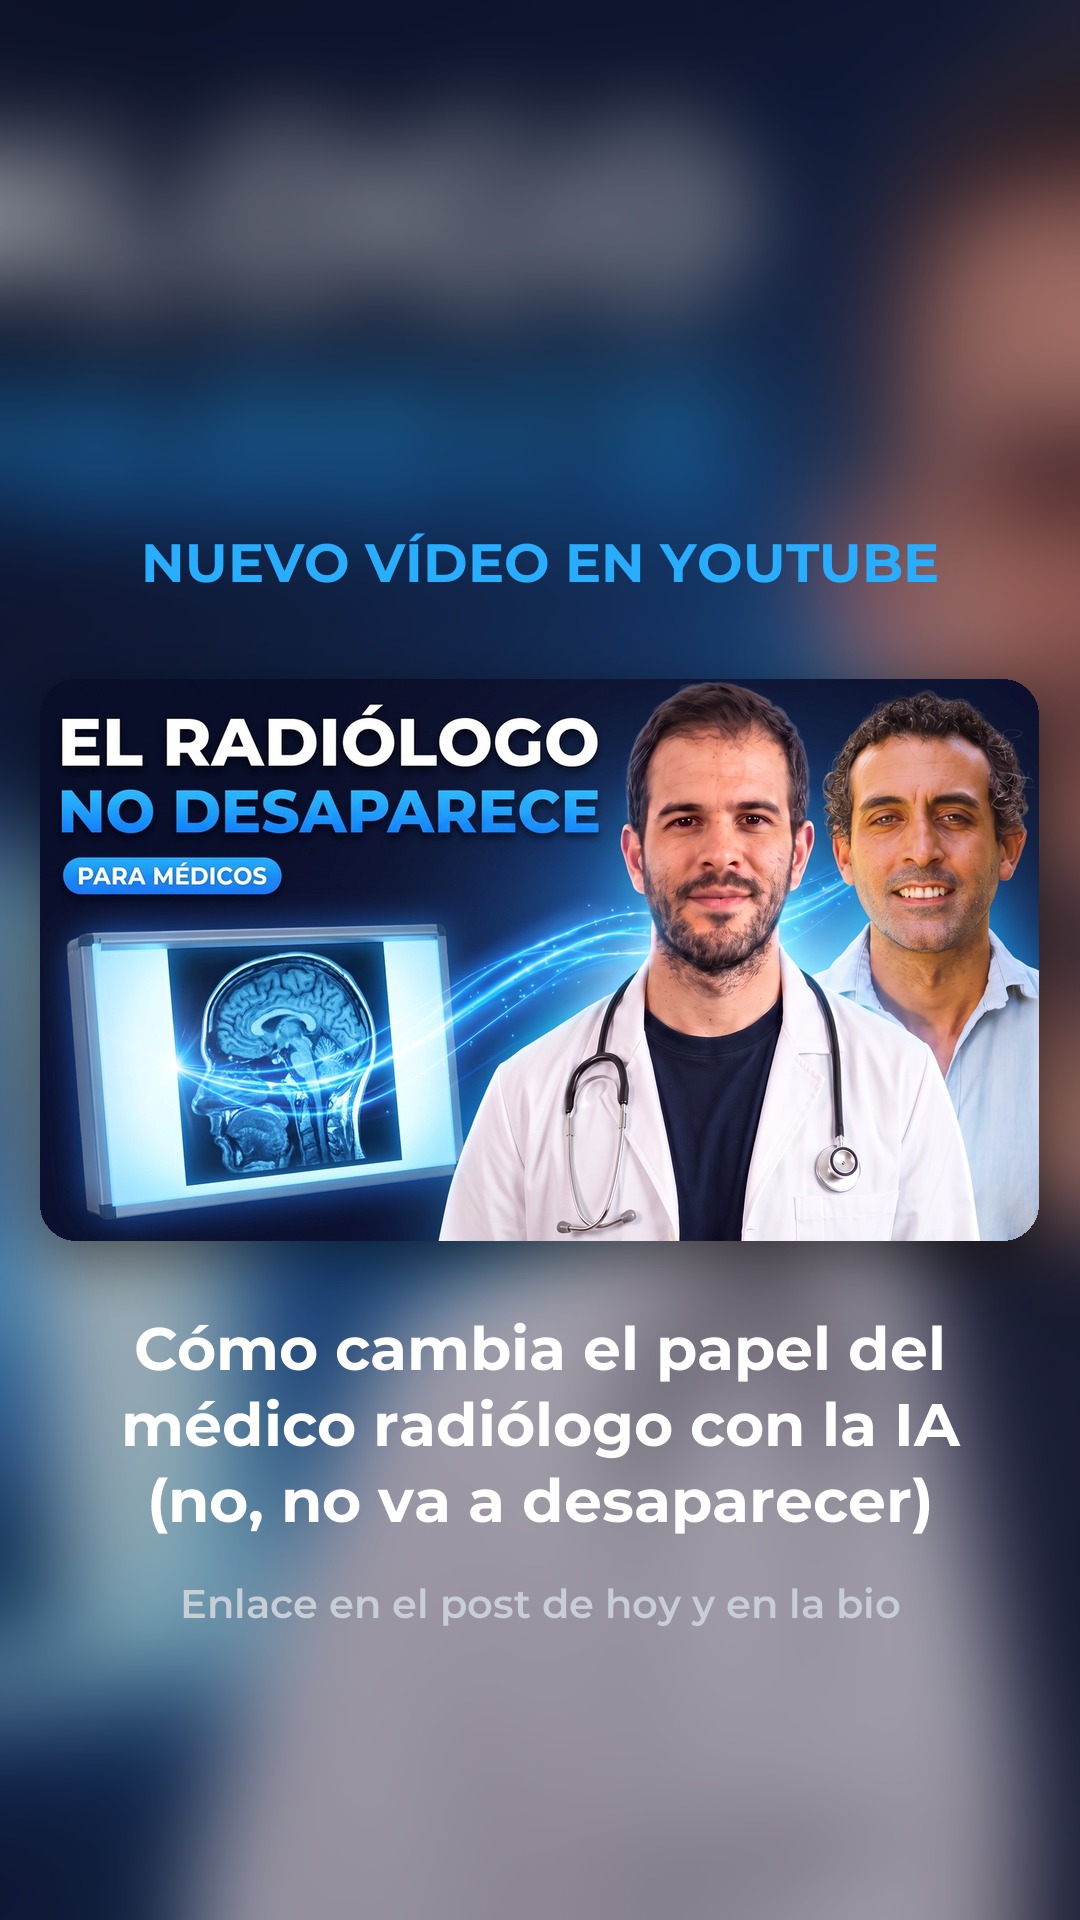 NUEVO VÍDEO EN YOUTUBE
EL RADIÓLOGO
NO DESAPARECE
PARA MÉDICOS
Cómo cambia el papel del
médico radiólogo con la IA
(no, no va a desaparecer)
Enlace en el post de hoy y en la bio